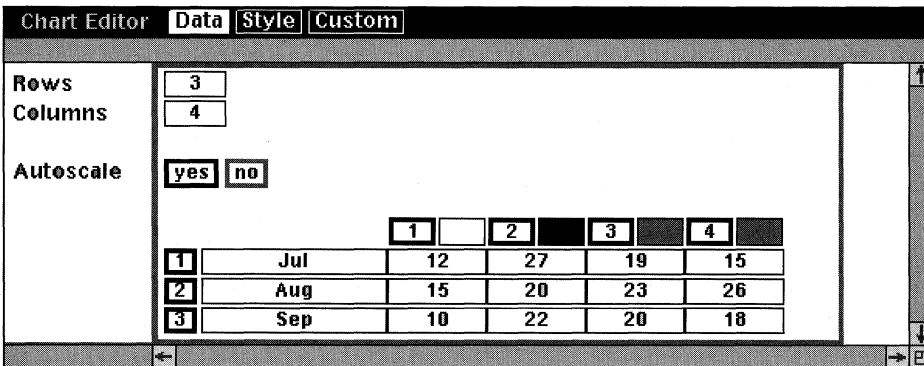 Chart Editor Data Style Custom
Rows 3
Columns 4
Autoscale yes no
1 2 3 4
1 Jul 12 27 19 15
2 Aug 15 20 23 26
3 Sep 10 22 20 18